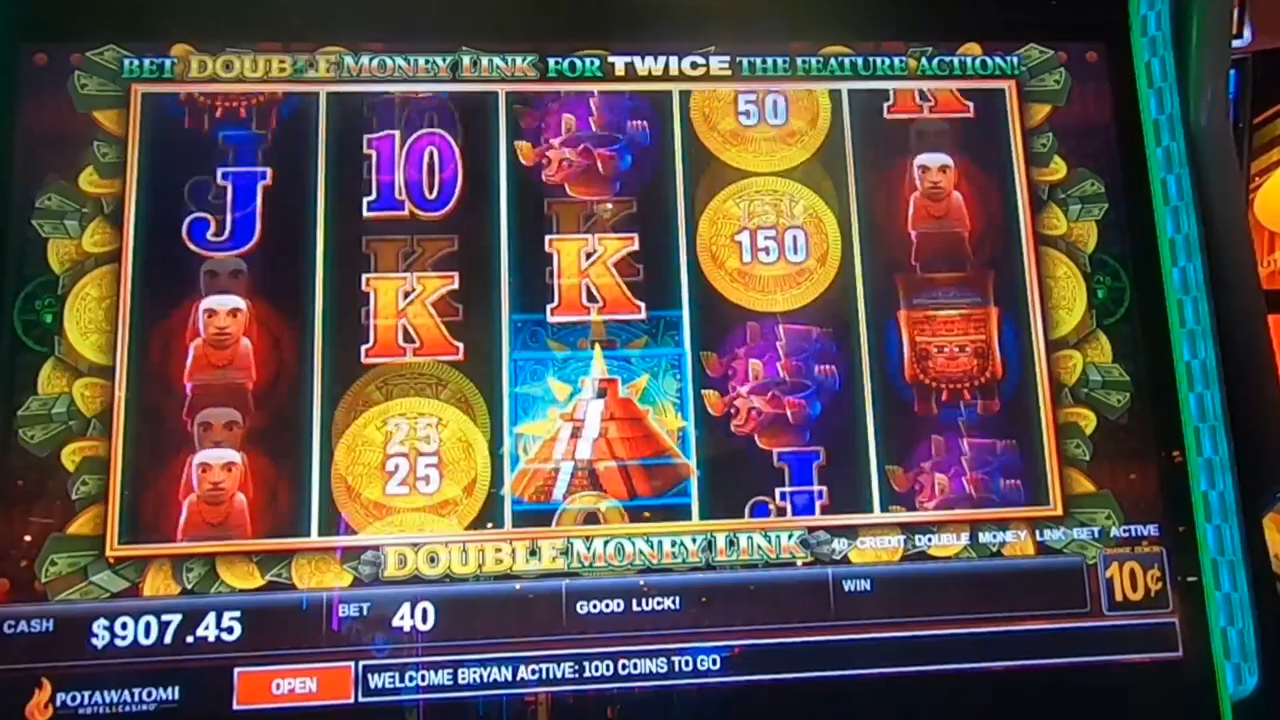 BET DOUBLE MONEY LINK FOR TWICE THE FEATURE ACTION!
J
10
K
25
25
K
50
150
J
K
DOUBLE MONEY LINK
40 CREDIT DOUBLE MONEY LINK BET ACTIVE
CASH $907.45
BET 40
GOOD LUCK!
WIN
10¢
POTAWATOMI
HOTEL & CASINO
OPEN
WELCOME BRYAN ACTIVE: 100 COINS TO GO